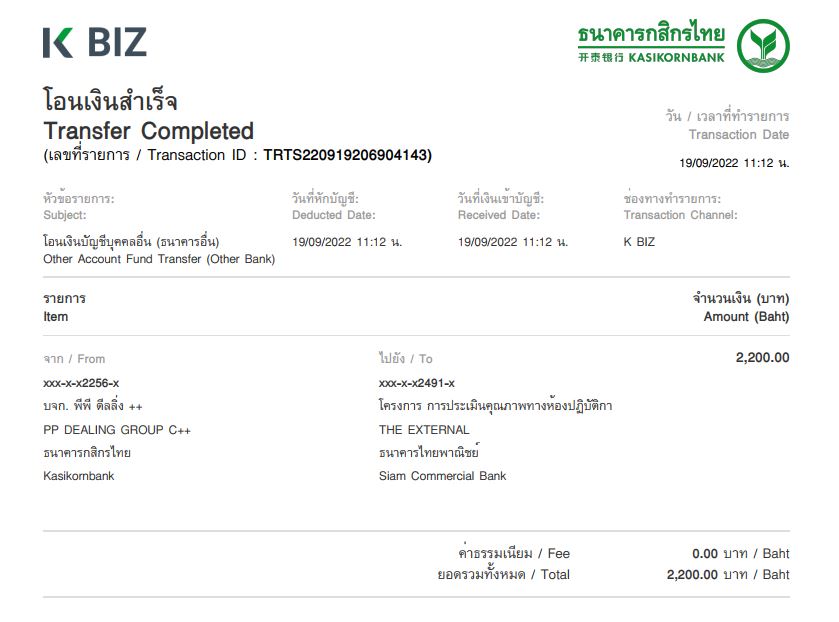 K BIZ
ธนาคารกสิกรไทย
开泰银行 KASIKORNBANK
โอนเงินสำเร็จ
Transfer Completed
(เลขที่รายการ / Transaction ID : TRTS220919206904143)
วัน / เวลาที่ทำรายการ
Transaction Date
19/09/2022 11:12 น.
หัวข้อรายการ: วันที่หักบัญชี: วันที่เงินเข้าบัญชี: ช่องทางทำรายการ:
Subject: Deducted Date: Received Date: Transaction Channel:
โอนเงินบัญชีบุคคลอื่น (ธนาคารอื่น) 19/09/2022 11:12 น. 19/09/2022 11:12 น. K BIZ
Other Account Fund Transfer (Other Bank)
รายการ จำนวนเงิน (บาท)
Item Amount (Baht)
จาก / From ไปยัง / To 2,200.00
xxx-x-x2256-x xxx-x-x2491-x
บจก. พีพี ดีลลิ่ง ++ โครงการ การประเมินคุณภาพทางห้องปฏิบัติกา
PP DEALING GROUP C++ THE EXTERNAL
ธนาคารกสิกรไทย ธนาคารไทยพาณิชย์
Kasikornbank Siam Commercial Bank
ค่าธรรมเนียม / Fee 0.00 บาท / Baht
ยอดรวมทั้งหมด / Total 2,200.00 บาท / Baht